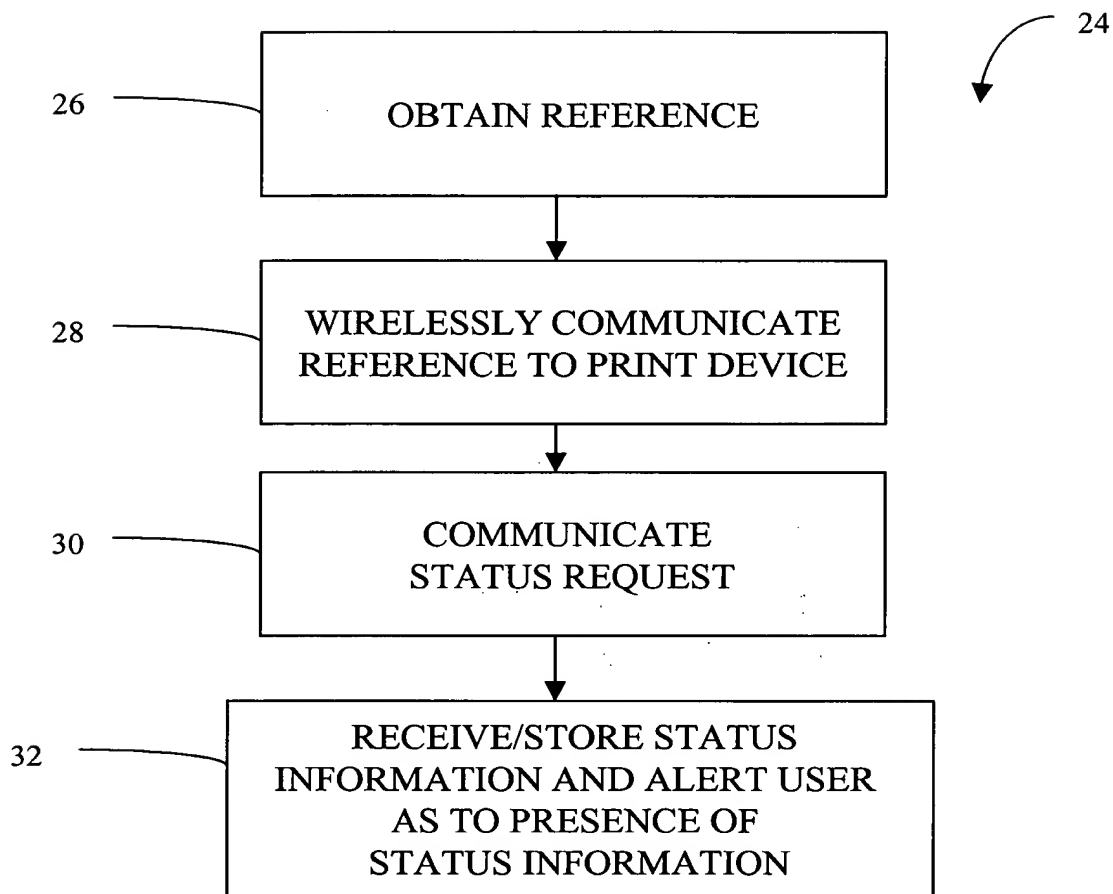 24
26
OBTAIN REFERENCE
28
WIRELESSLY COMMUNICATE
REFERENCE TO PRINT DEVICE
30
COMMUNICATE
STATUS REQUEST
32
RECEIVE/STORE STATUS
INFORMATION AND ALERT USER
AS TO PRESENCE OF
STATUS INFORMATION